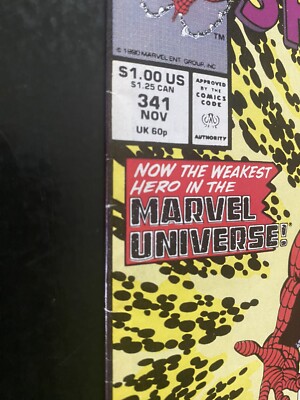 TM
© 1990 MARVEL ENT. GROUP, INC.
$1.00 US
$1.25 CAN
341
NOV
UK 60p
APPROVED
BY THE
COMICS
CODE
AUTHORITY
NOW THE WEAKEST
HERO IN THE
MARVEL
UNIVERSE!